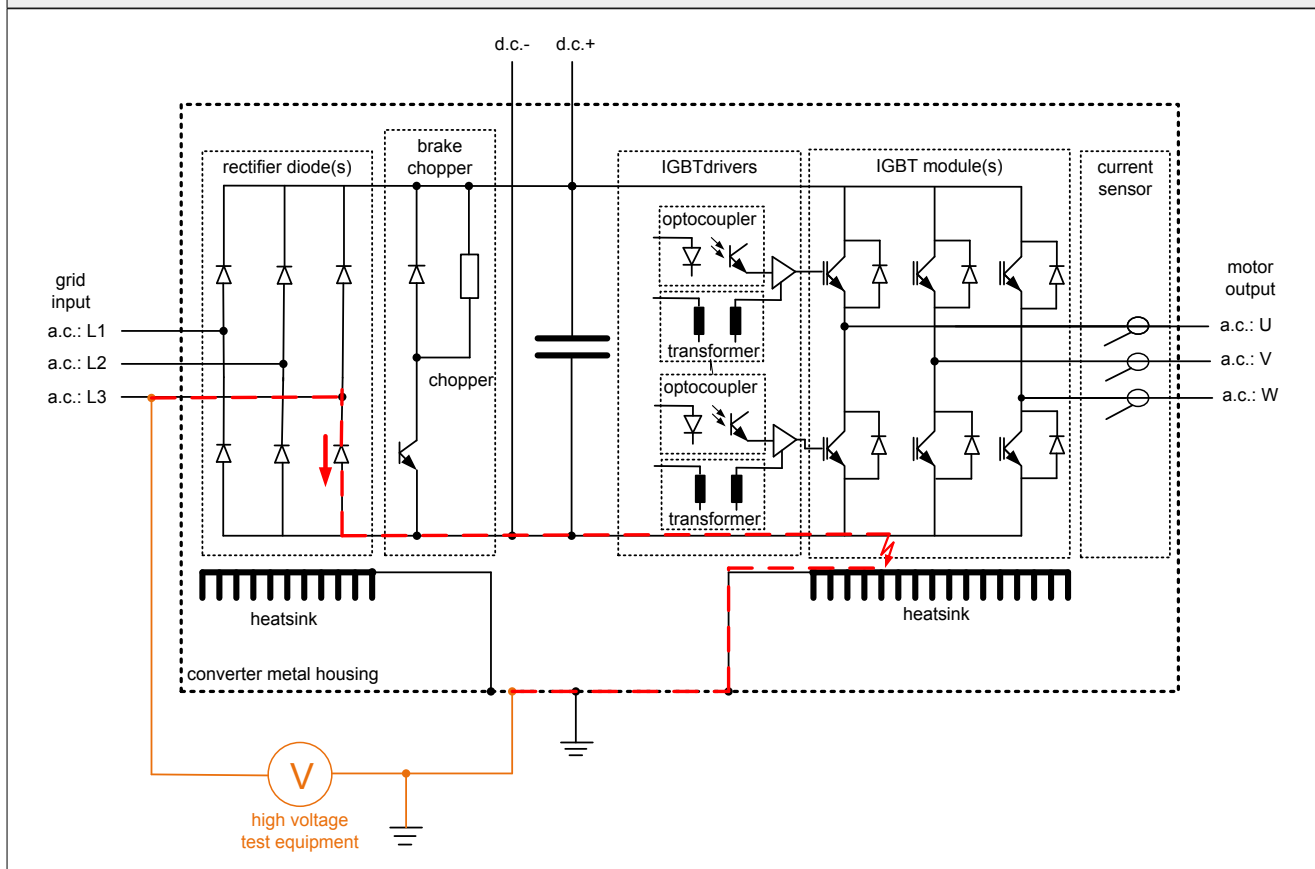 d.c.- d.c.+
rectifier diode(s)
brake
chopper
IGBTdrivers
IGBT module(s)
current
sensor
optocoupler
transformer
optocoupler
transformer
chopper
grid
input
a.c.: L1
a.c.: L2
a.c.: L3
motor
output
a.c.: U
a.c.: V
a.c.: W
heatsink
heatsink
converter metal housing
V
high voltage
test equipment